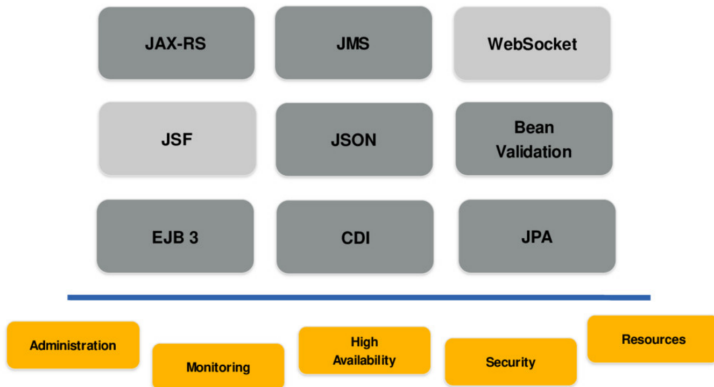 JAX-RS
JMS
WebSocket
JSF
JSON
Bean
Validation
EJB 3
CDI
JPA
Administration
Monitoring
High
Availability
Security
Resources